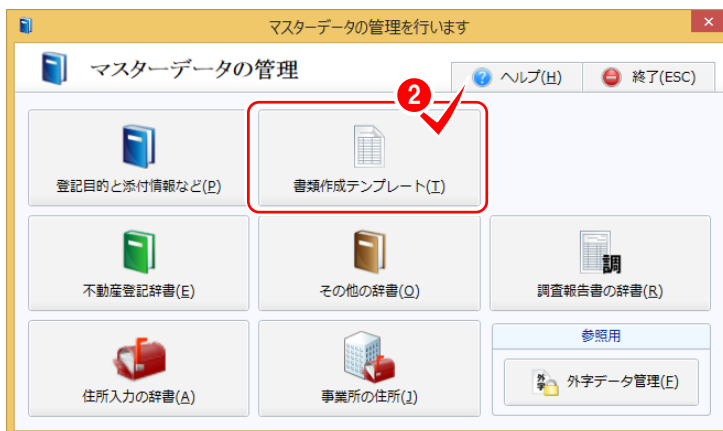 マスターデータの管理を行います
マスターデータの管理
ヘルプ(H)
終了(ESC)
2
登記目的と添付情報など(P)
書類作成テンプレート(T)
不動産登記辞書(E)
その他の辞書(O)
調
調査報告書の辞書(R)
住所入力の辞書(A)
事業所の住所(J)
参照用
外字
外字データ管理(F)